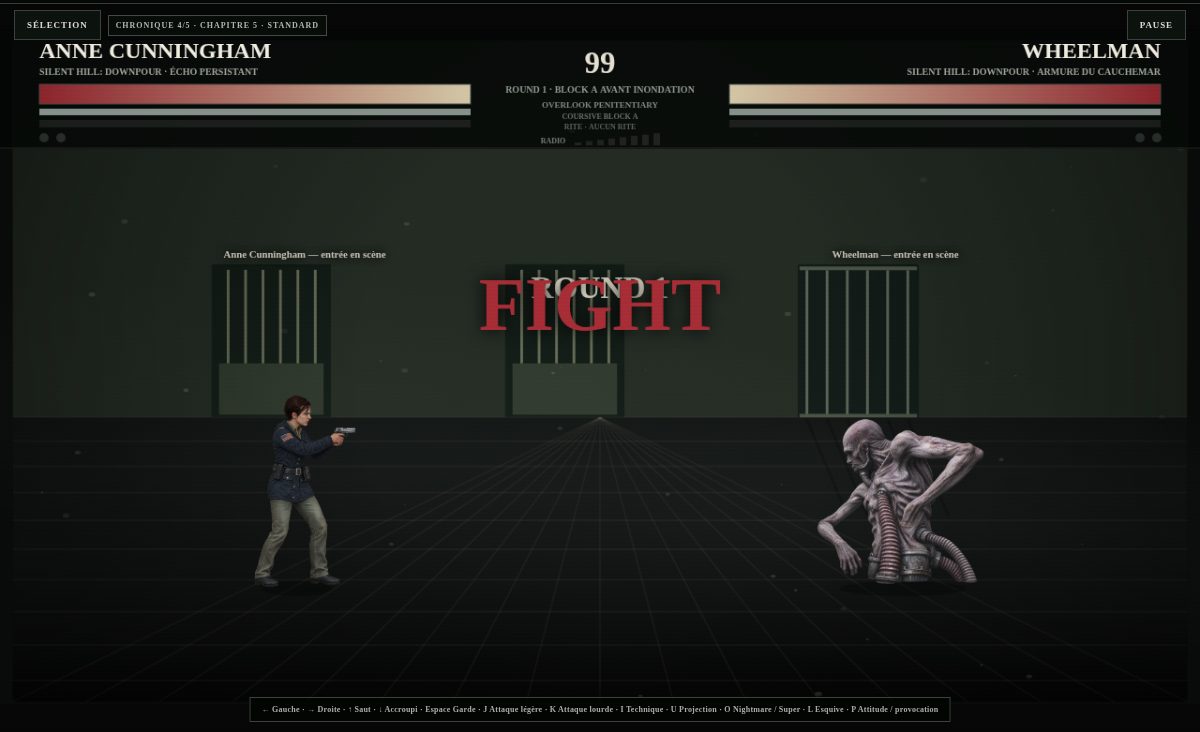 SÉLECTION
CHRONIQUE 4/5 · CHAPITRE 5 · STANDARD
PAUSE
ANNE CUNNINGHAM
SILENT HILL: DOWNPOUR · ÉCHO PERSISTANT
99
ROUND 1 · BLOCK A AVANT INONDATION
OVERLOOK PENITENTIARY
COURSIVE BLOCK A
RITE · AUCUN RITE
RADIO
WHEELMAN
SILENT HILL: DOWNPOUR · ARMURE DU CAUCHEMAR
Anne Cunningham — entrée en scène
Wheelman — entrée en scène
ROUND 1
FIGHT
← Gauche · → Droite · ↑ Saut · ↓ Accroupi · Espace Garde · J Attaque légère · K Attaque lourde · I Technique · U Projection · O Nightmare / Super · L Esquive · P Attitude / provocation